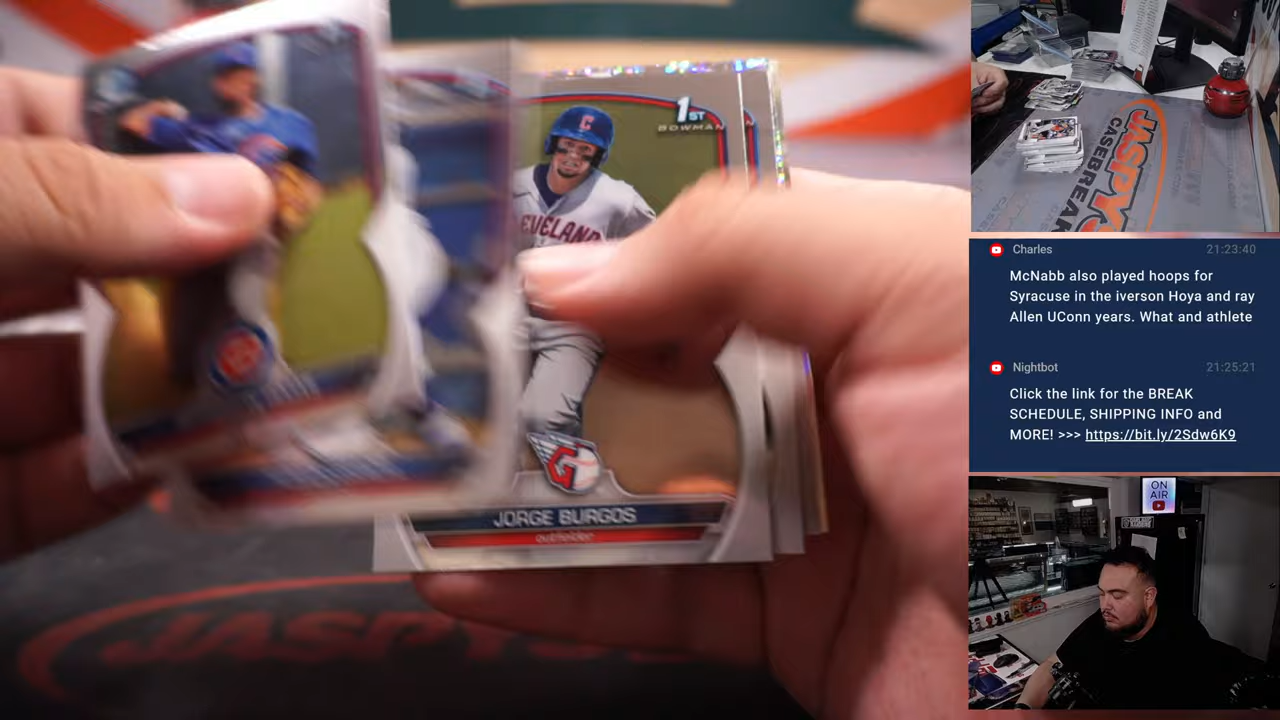 1ST
BOWMAN
CLEVELAND
G
JORGE BURGOS
outfielder
JASPY
JASPY'S
CASEBREAK
Charles
21:23:40
McNabb also played hoops for
Syracuse in the iverson Hoya and ray
Allen UConn years. What and athlete
Nightbot
21:25:21
Click the link for the BREAK
SCHEDULE, SHIPPING INFO and
MORE! >>> https://bit.ly/2Sdw6K9
ON
AIR